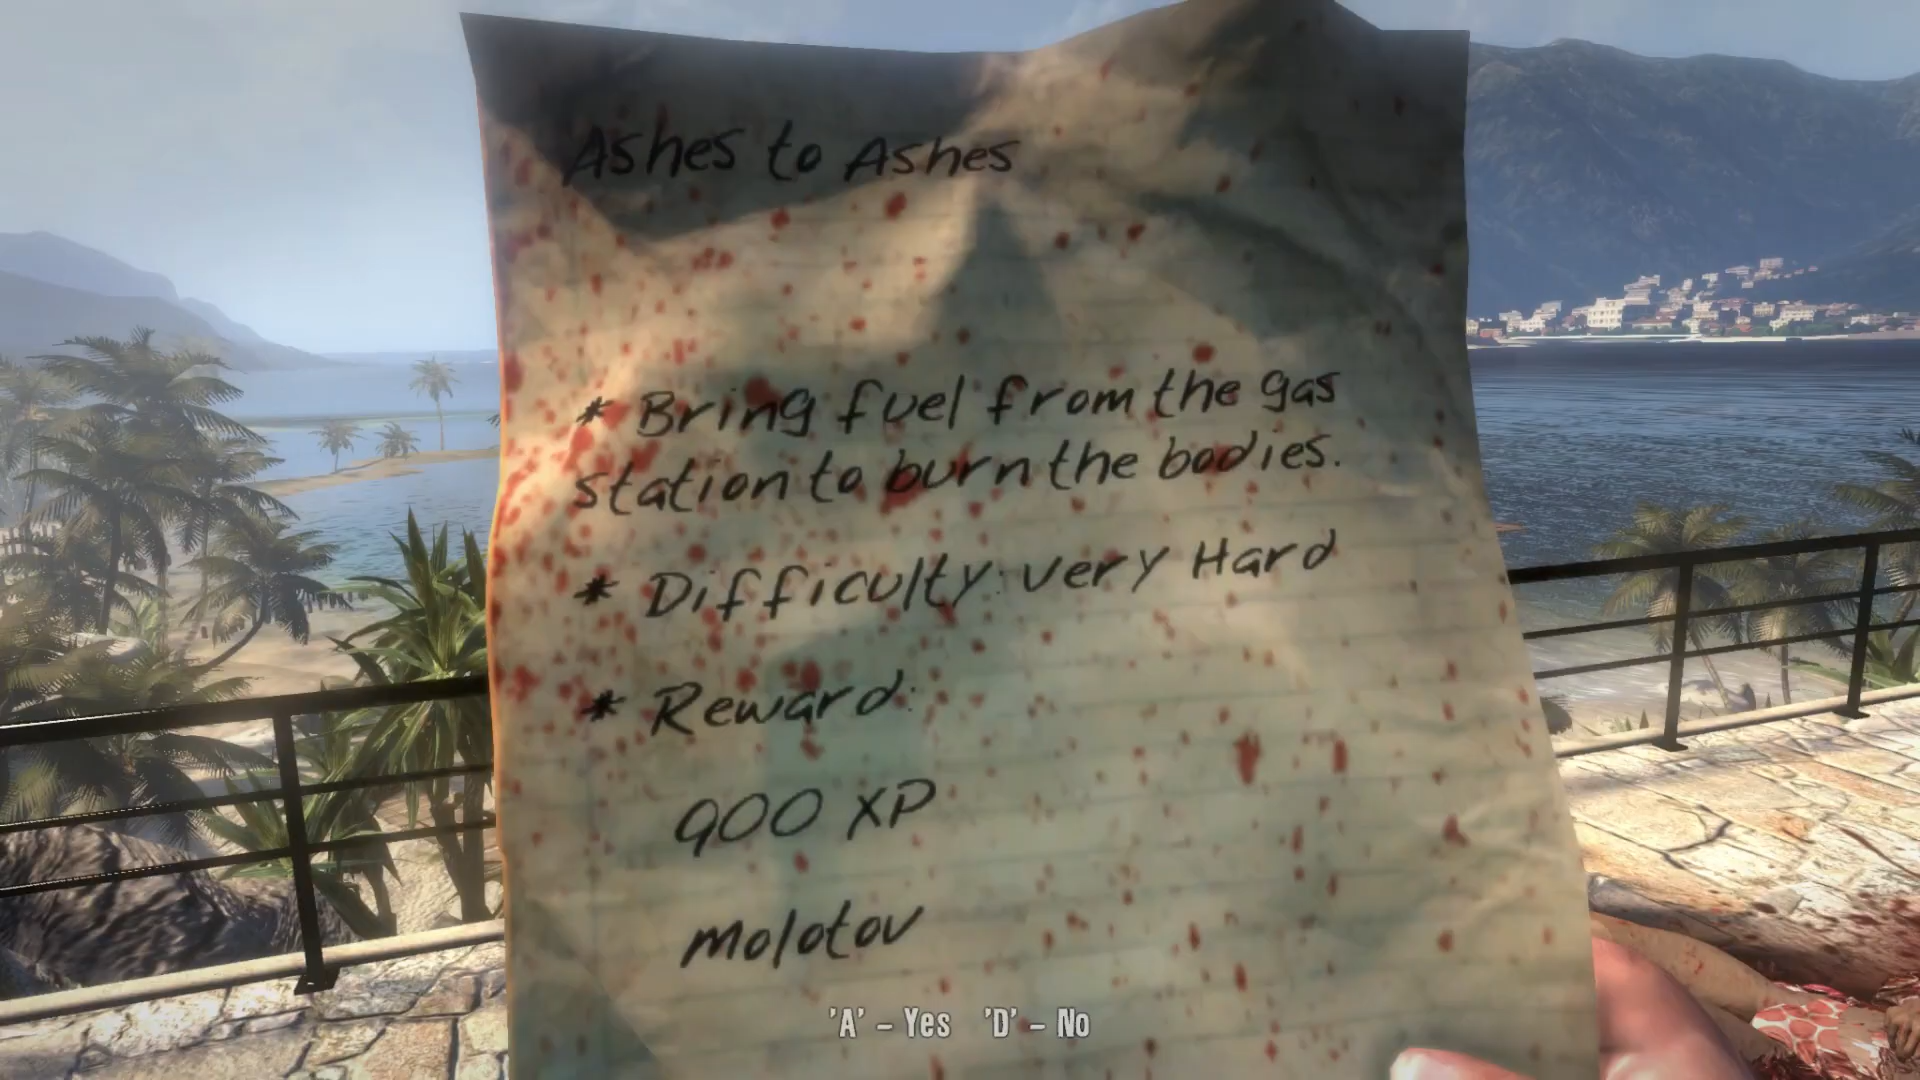 Ashes to Ashes
* Bring fuel from the gas
station to burn the bodies.
* Difficulty: Very Hard
* Reward:
900 XP
Molotov
'A' – Yes 'D' – No